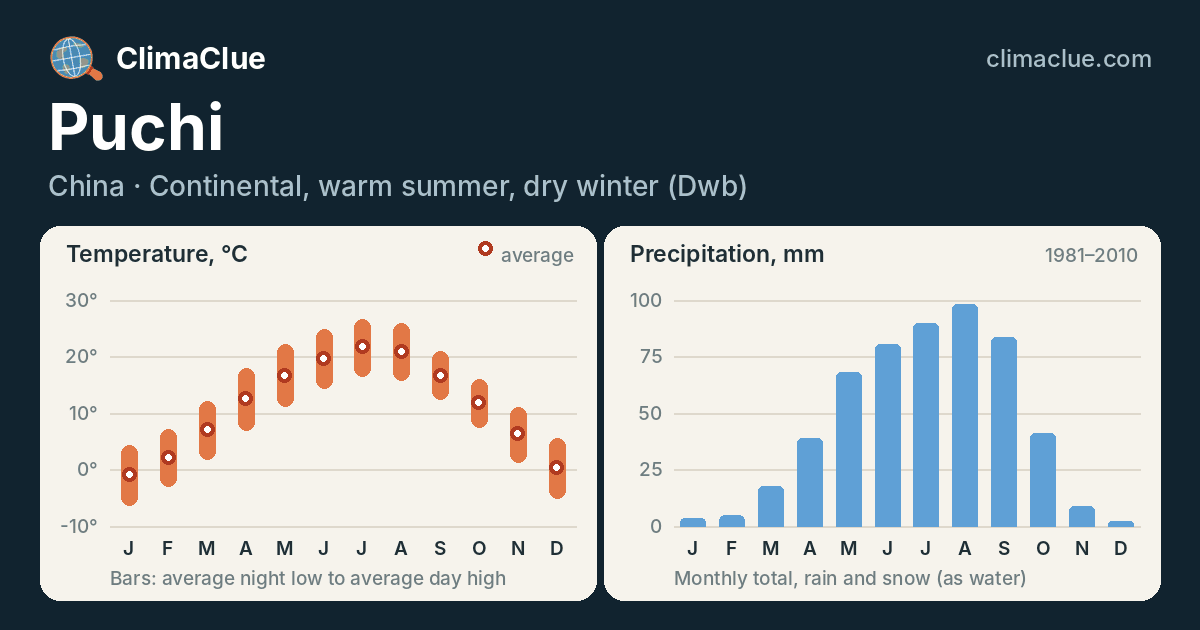 ClimaClue
climaclue.com
Puchi
China · Continental, warm summer, dry winter (Dwb)
Temperature, °C
average
30°
20°
10°
0°
-10°
J F M A M J J A S O N D
Bars: average night low to average day high
Precipitation, mm
1981–2010
100
75
50
25
0
J F M A M J J A S O N D
Monthly total, rain and snow (as water)